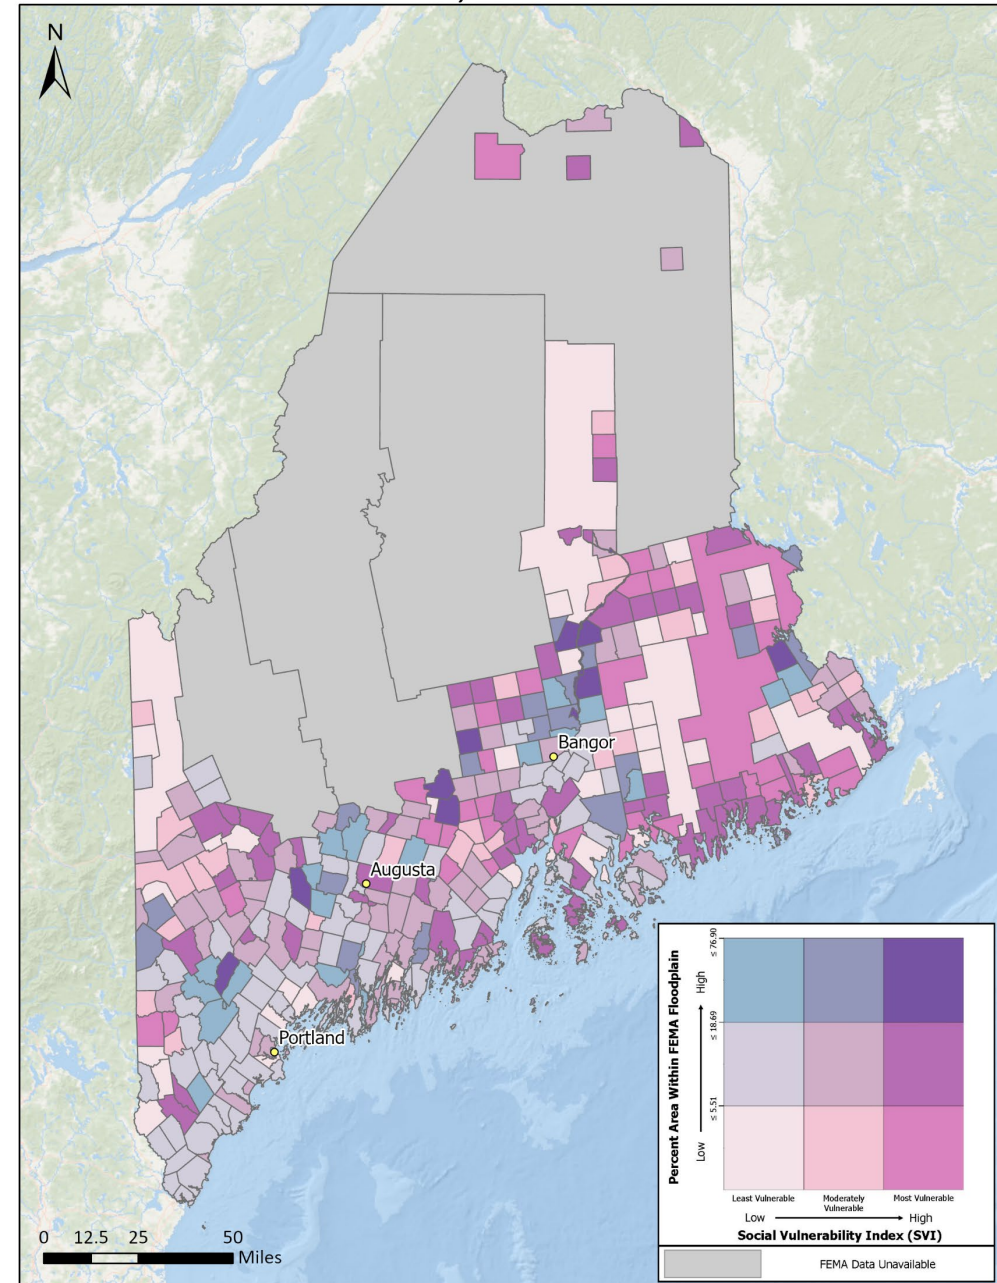 N
Bangor
Augusta
Portland
0 12.5 25 50
Miles
Percent Area Within FEMA Floodplain
Low
High
≤ 5.51
≤ 18.69
≤ 76.90
Least Vulnerable
Moderately
Vulnerable
Most Vulnerable
Low
High
Social Vulnerability Index (SVI)
FEMA Data Unavailable